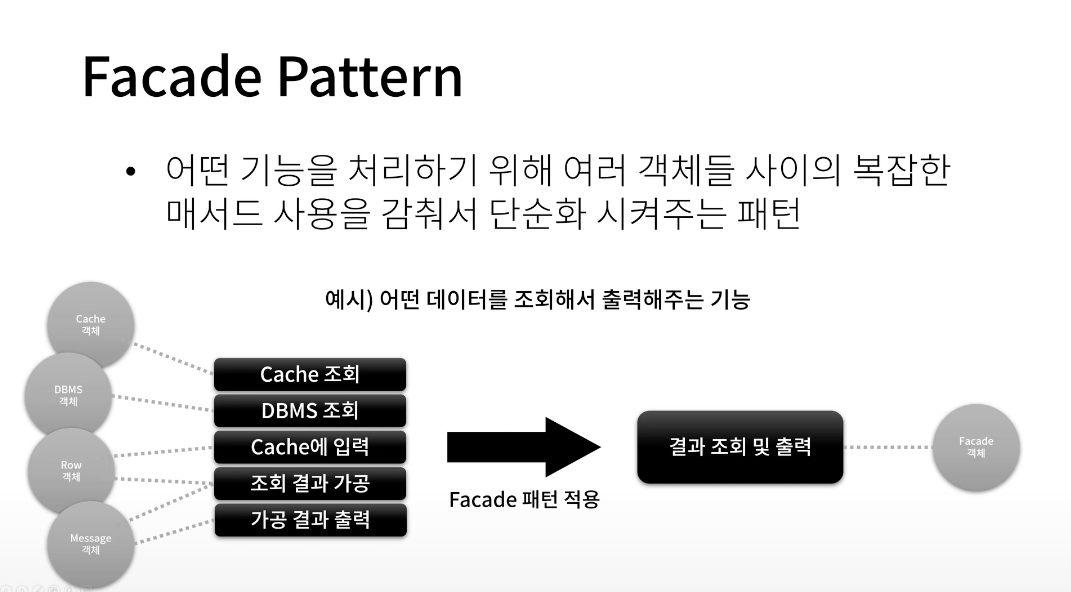 Facade Pattern
• 어떤 기능을 처리하기 위해 여러 객체들 사이의 복잡한
매서드 사용을 감춰서 단순화 시켜주는 패턴
예시) 어떤 데이터를 조회해서 출력해주는 기능
Cache
객체
DBMS
객체
Row
객체
Message
객체
Cache 조회
DBMS 조회
Cache에 입력
조회 결과 가공
가공 결과 출력
Facade 패턴 적용
결과 조회 및 출력
Facade
객체